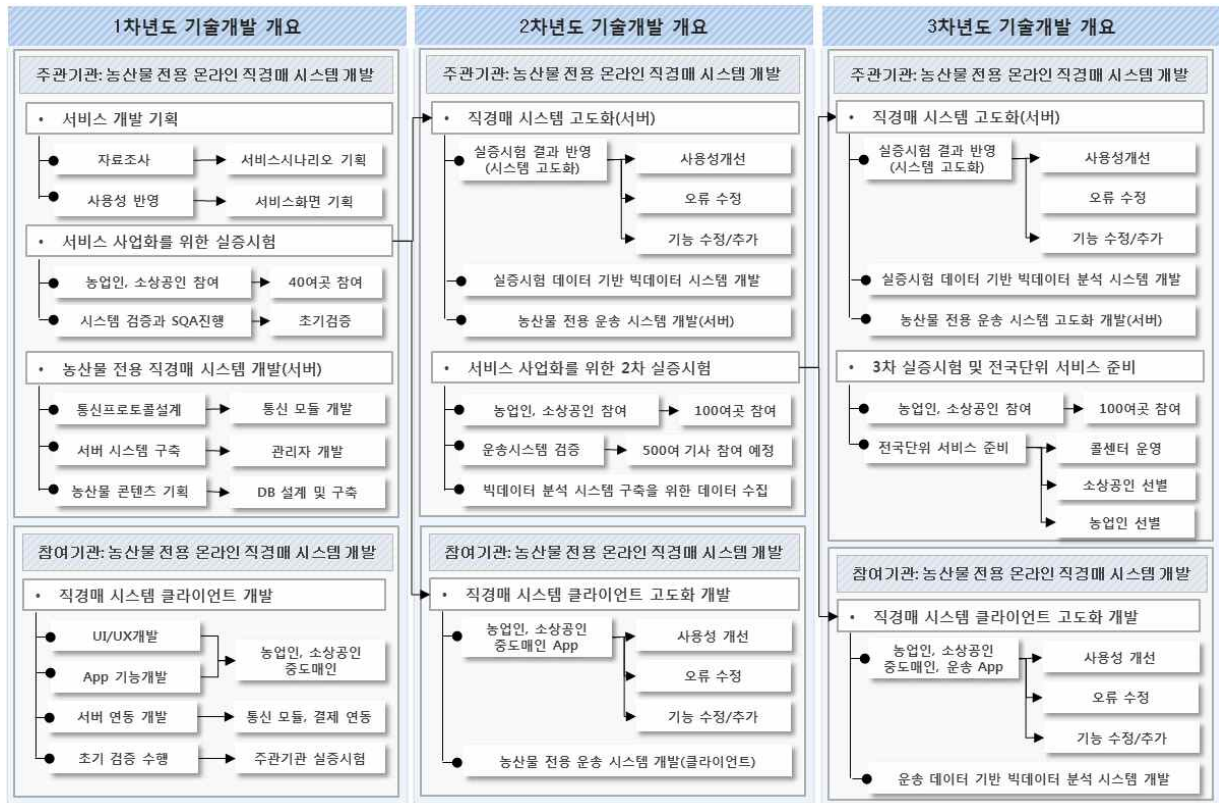 1차년도 기술개발 개요
주관기관: 농산물 전용 온라인 직경매 시스템 개발
• 서비스 개발 기획
자료조사
서비스시나리오 기획
사용성 반영
서비스화면 기획
• 서비스 사업화를 위한 실증시험
농업인, 소상공인 참여
40여곳 참여
시스템 검증과 SQA진행
초기검증
• 농산물 전용 직경매 시스템 개발(서버)
통신프로토콜설계
통신 모듈 개발
서버 시스템 구축
관리자 개발
농산물 콘텐츠 기획
DB 설계 및 구축
참여기관: 농산물 전용 온라인 직경매 시스템 개발
• 직경매 시스템 클라이언트 개발
UI/UX개발
App 기능개발
농업인, 소상공인
중도매인
서버 연동 개발
통신 모듈, 결제 연동
초기 검증 수행
주관기관 실증시험
2차년도 기술개발 개요
주관기관: 농산물 전용 온라인 직경매 시스템 개발
• 직경매 시스템 고도화(서버)
실증시험 결과 반영
(시스템 고도화)
사용성개선
오류 수정
기능 수정/추가
실증시험 데이터 기반 빅데이터 시스템 개발
농산물 전용 운송 시스템 개발(서버)
서비스 사업화를 위한 2차 실증시험
농업인, 소상공인 참여
100여곳 참여
운송시스템 검증
500여 기사 참여 예정
빅데이터 분석 시스템 구축을 위한 데이터 수집
참여기관: 농산물 전용 온라인 직경매 시스템 개발
• 직경매 시스템 클라이언트 고도화 개발
농업인, 소상공인
중도매인 App
사용성 개선
오류 수정
기능 수정/추가
농산물 전용 운송 시스템 개발(클라이언트)
3차년도 기술개발 개요
주관기관: 농산물 전용 온라인 직경매 시스템 개발
• 직경매 시스템 고도화(서버)
실증시험 결과 반영
(시스템 고도화)
사용성개선
오류 수정
기능 수정/추가
실증시험 데이터 기반 빅데이터 분석 시스템 개발
농산물 전용 운송 시스템 고도화 개발(서버)
• 3차 실증시험 및 전국단위 서비스 준비
농업인, 소상공인 참여
100여곳 참여
전국단위 서비스 준비
콜센터 운영
소상공인 선별
농업인 선별
참여기관: 농산물 전용 온라인 직경매 시스템 개발
• 직경매 시스템 클라이언트 고도화 개발
농업인, 소상공인
중도매인, 운송 App
사용성 개선
오류 수정
기능 수정/추가
운송 데이터 기반 빅데이터 분석 시스템 개발